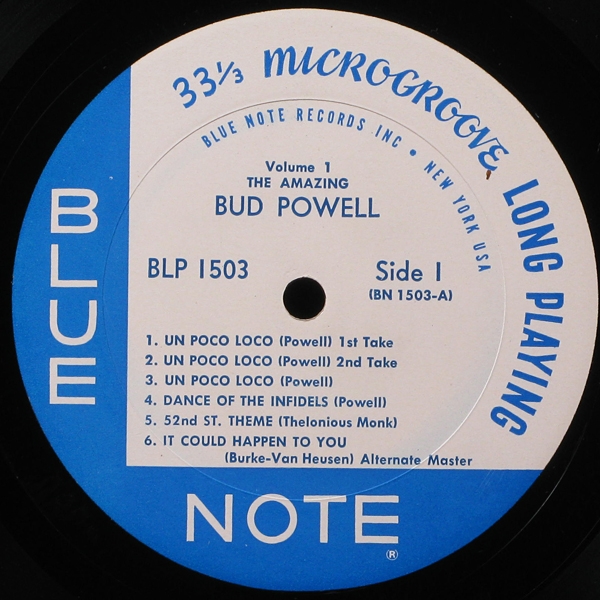 33⅓ MICROGROOVE LONG PLAYING
BLUE NOTE RECORDS INC • NEW YORK USA
Volume 1
THE AMAZING
BUD POWELL
BLP 1503
Side 1
(BN 1503-A)
1. UN POCO LOCO (Powell) 1st Take
2. UN POCO LOCO (Powell) 2nd Take
3. UN POCO LOCO (Powell)
4. DANCE OF THE INFIDELS (Powell)
5. 52nd ST. THEME (Thelonious Monk)
6. IT COULD HAPPEN TO YOU
(Burke-Van Heusen) Alternate Master
BLUE
NOTE
®